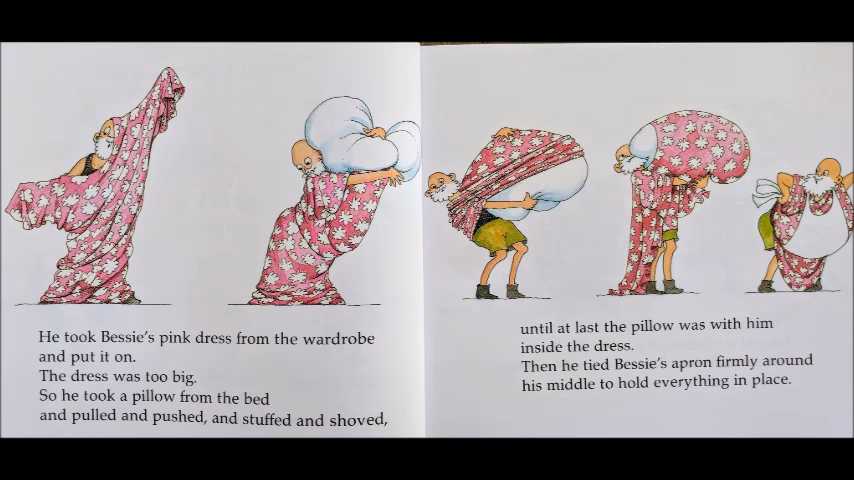 He took Bessie's pink dress from the wardrobe
and put it on.
The dress was too big.
So he took a pillow from the bed
and pulled and pushed, and stuffed and shoved,
until at last the pillow was with him
inside the dress.
Then he tied Bessie's apron firmly around
his middle to hold everything in place.